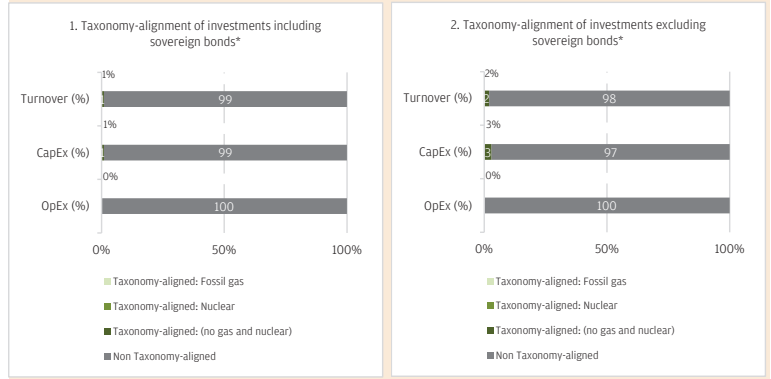 1. Taxonomy-alignment of investments including
sovereign bonds*
1%
Turnover (%)
1
99
1%
CapEx (%)
1
99
0%
OpEx (%)
100
0%
50%
100%
Taxonomy-aligned: Fossil gas
Taxonomy-aligned: Nuclear
Taxonomy-aligned: (no gas and nuclear)
Non Taxonomy-aligned
2. Taxonomy-alignment of investments excluding
sovereign bonds*
2%
Turnover (%)
2
98
3%
CapEx (%)
3
97
0%
OpEx (%)
100
0%
50%
100%
Taxonomy-aligned: Fossil gas
Taxonomy-aligned: Nuclear
Taxonomy-aligned: (no gas and nuclear)
Non Taxonomy-aligned